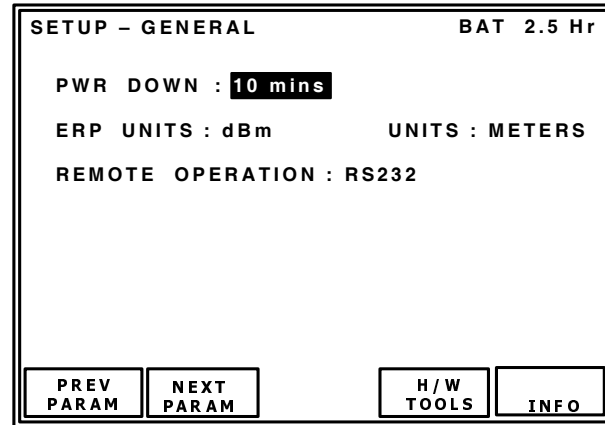 SETUP – GENERAL BAT 2.5 Hr
PWR DOWN : 10 mins
ERP UNITS : dBm UNITS : METERS
REMOTE OPERATION : RS232
PREV PARAM NEXT PARAM H/W TOOLS INFO